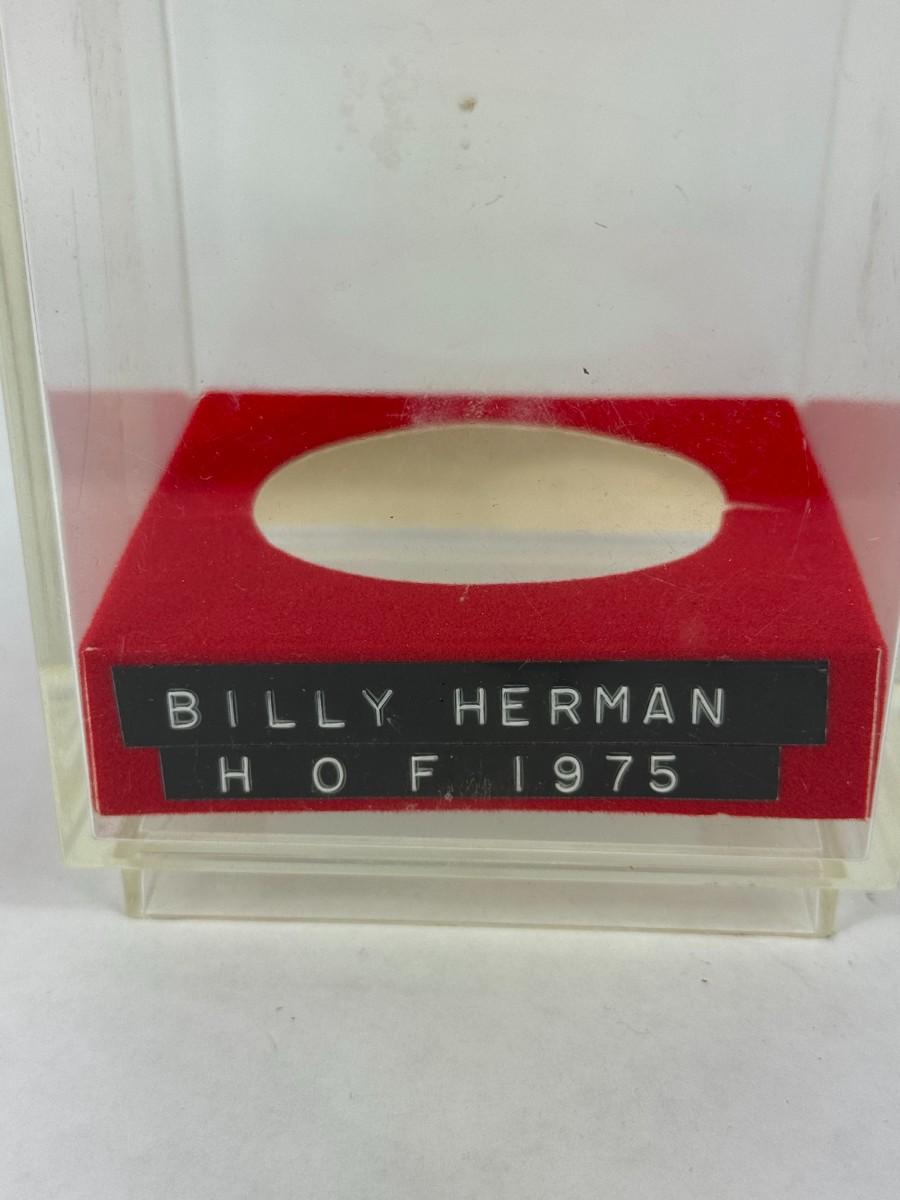 BILLY HERMAN
H O F 1975